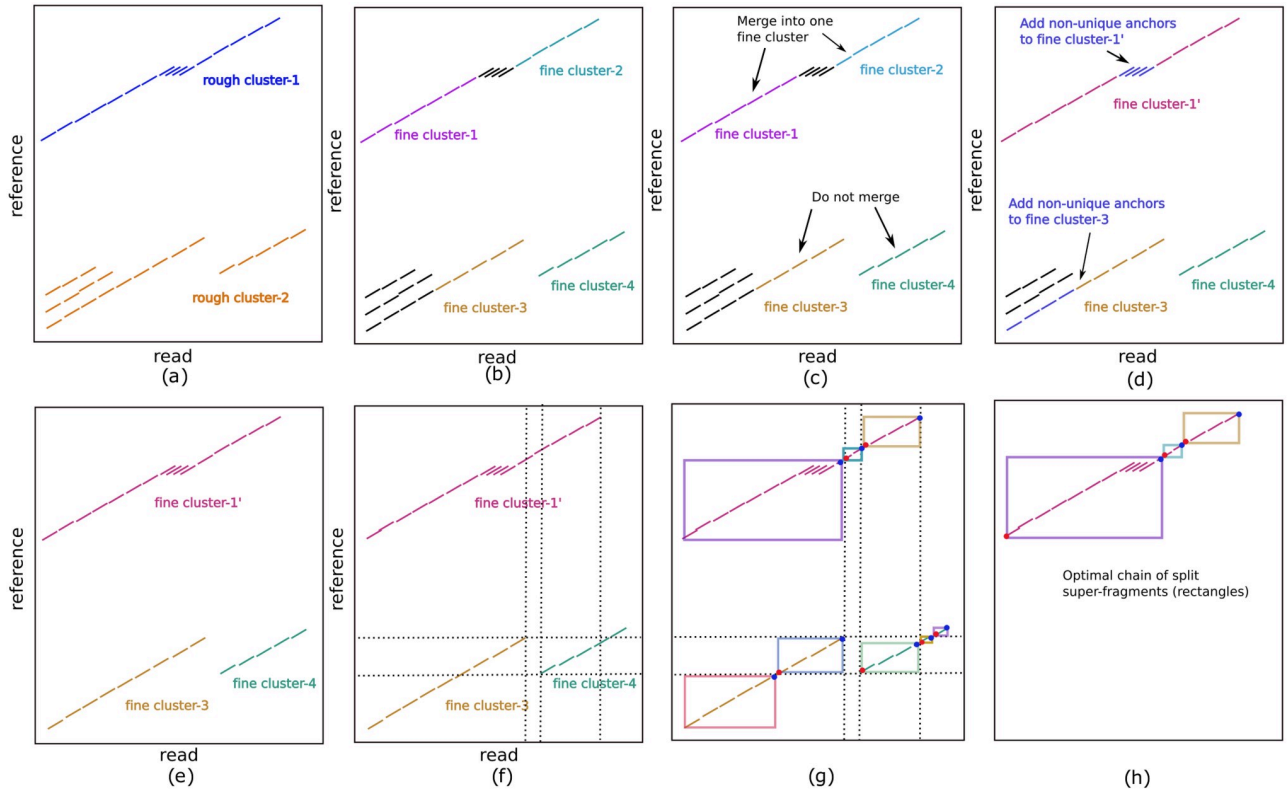 reference
rough cluster-1
rough cluster-2
read
(a)
reference
fine cluster-2
fine cluster-1
fine cluster-3
fine cluster-4
read
(b)
Merge into one
fine cluster
fine cluster-2
fine cluster-1
Do not merge
fine cluster-3
fine cluster-4
read
(c)
reference
Add non-unique anchors
to fine cluster-1'
fine cluster-1'
Add non-unique anchors
to fine cluster-3
fine cluster-3
fine cluster-4
read
(d)
reference
fine cluster-1'
fine cluster-4
fine cluster-3
read
(e)
reference
fine cluster-1'
fine cluster-4
fine cluster-3
read
(f)
(g)
Optimal chain of split
super-fragments (rectangles)
(h)